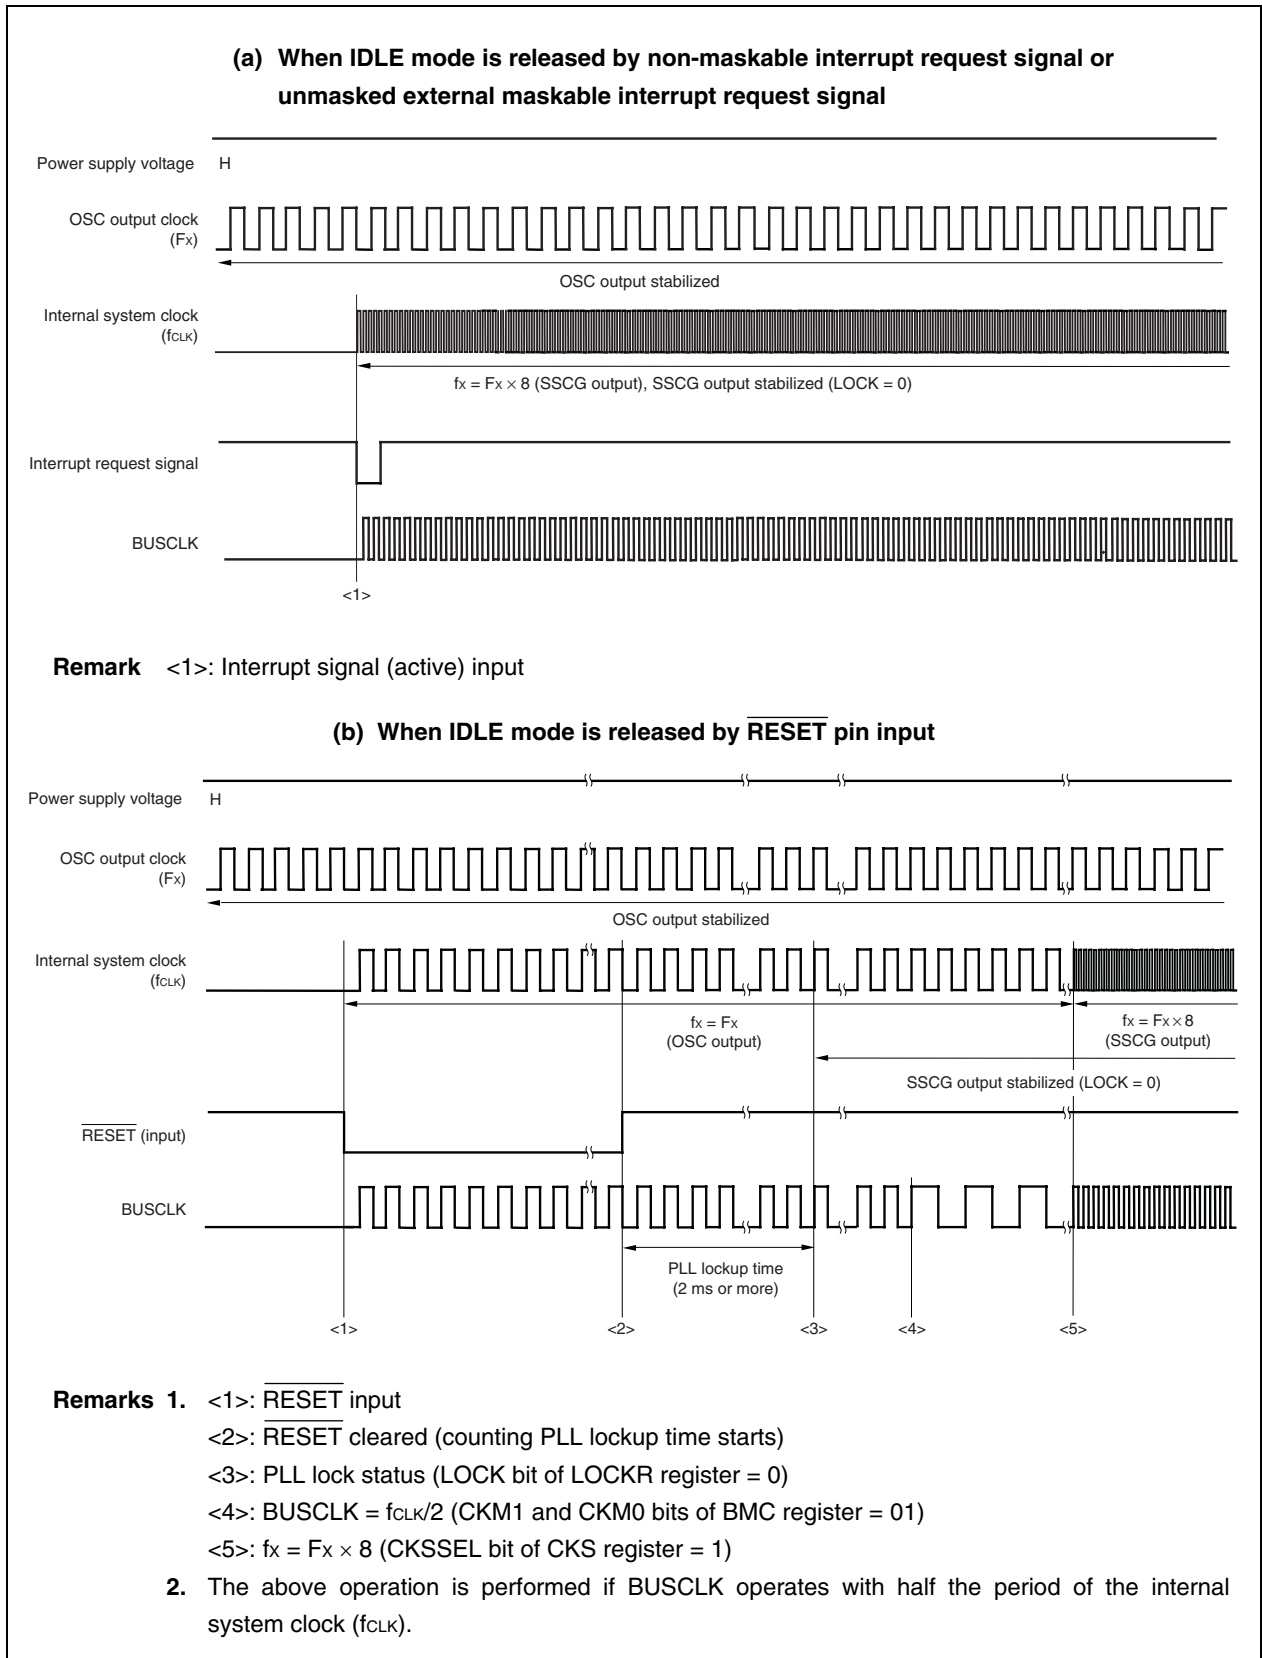 (a) When IDLE mode is released by non-maskable interrupt request signal or
unmasked external maskable interrupt request signal
Power supply voltage H
OSC output clock
(Fx)
OSC output stabilized
Internal system clock
(fCLK)
fx = Fx × 8 (SSCG output), SSCG output stabilized (LOCK = 0)
Interrupt request signal
BUSCLK
<1>
Remark <1>: Interrupt signal (active) input
(b) When IDLE mode is released by RESET pin input
Power supply voltage H
OSC output clock
(Fx)
OSC output stabilized
Internal system clock
(fCLK)
fx = Fx
(OSC output)
fx = Fx × 8
(SSCG output)
SSCG output stabilized (LOCK = 0)
RESET (input)
BUSCLK
PLL lockup time
(2 ms or more)
<1> <2> <3> <4> <5>
Remarks 1. <1>: RESET input
<2>: RESET cleared (counting PLL lockup time starts)
<3>: PLL lock status (LOCK bit of LOCKR register = 0)
<4>: BUSCLK = fCLK/2 (CKM1 and CKM0 bits of BMC register = 01)
<5>: fx = Fx × 8 (CKSSEL bit of CKS register = 1)
2. The above operation is performed if BUSCLK operates with half the period of the internal
system clock (fCLK).